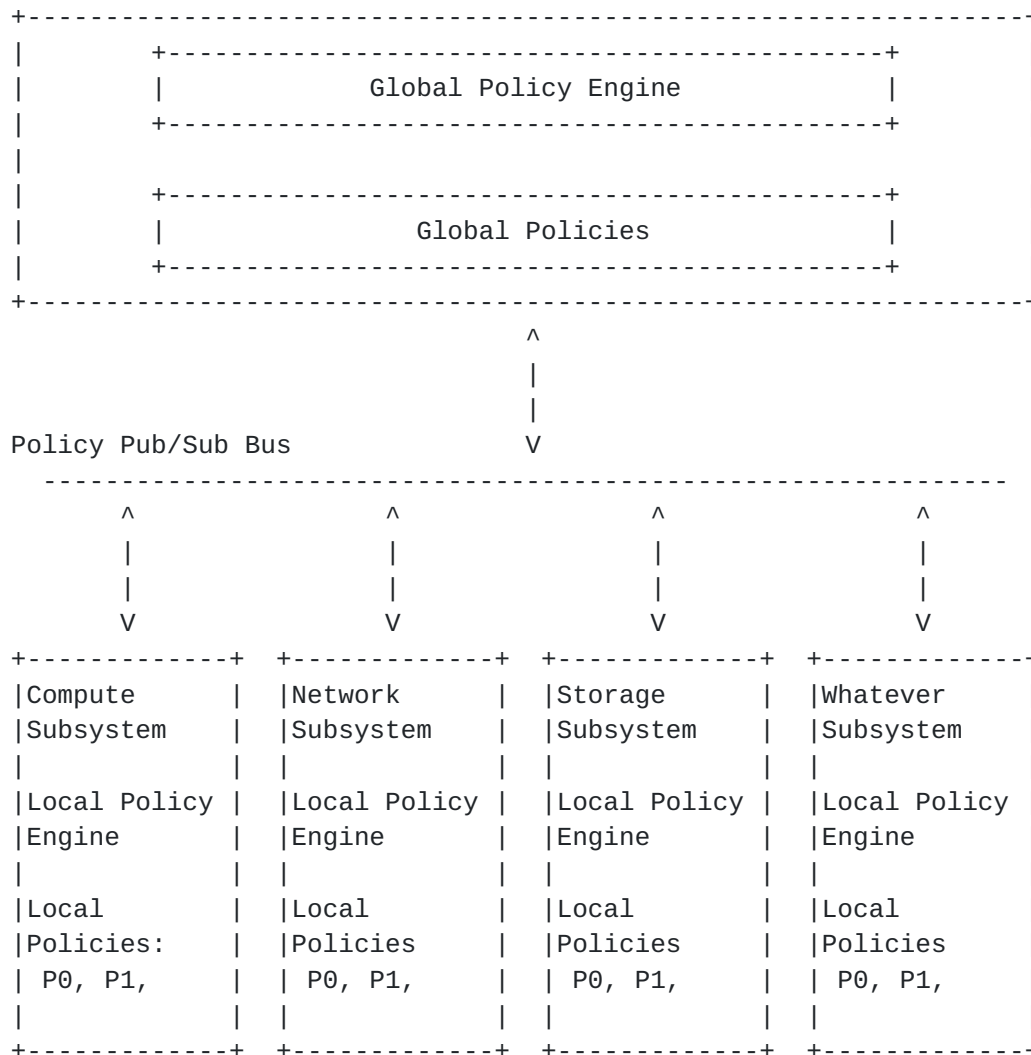 Global Policy Engine
Global Policies
Policy Pub/Sub Bus
Compute
Subsystem
Local Policy
Engine
Local
Policies:
P0, P1,
Network
Subsystem
Local Policy
Engine
Local
Policies
P0, P1,
Storage
Subsystem
Local Policy
Engine
Local
Policies
P0, P1,
Whatever
Subsystem
Local Policy
Engine
Local
Policies
P0, P1,